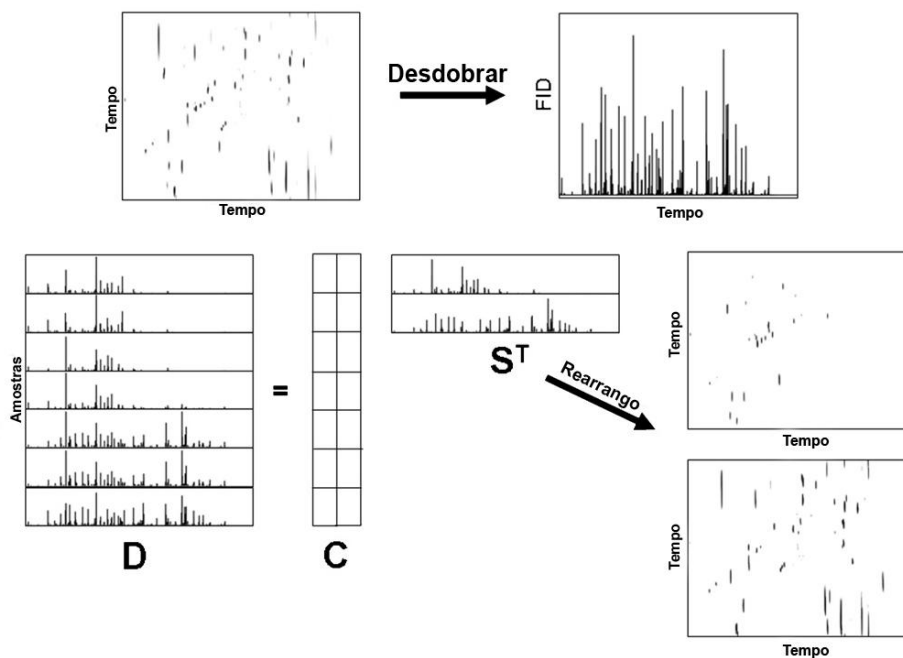 Tempo
Tempo
Desdobrar
FID
Tempo
Amostras
D
=
C
S^T
Rearrango
Tempo
Tempo
Tempo
Tempo